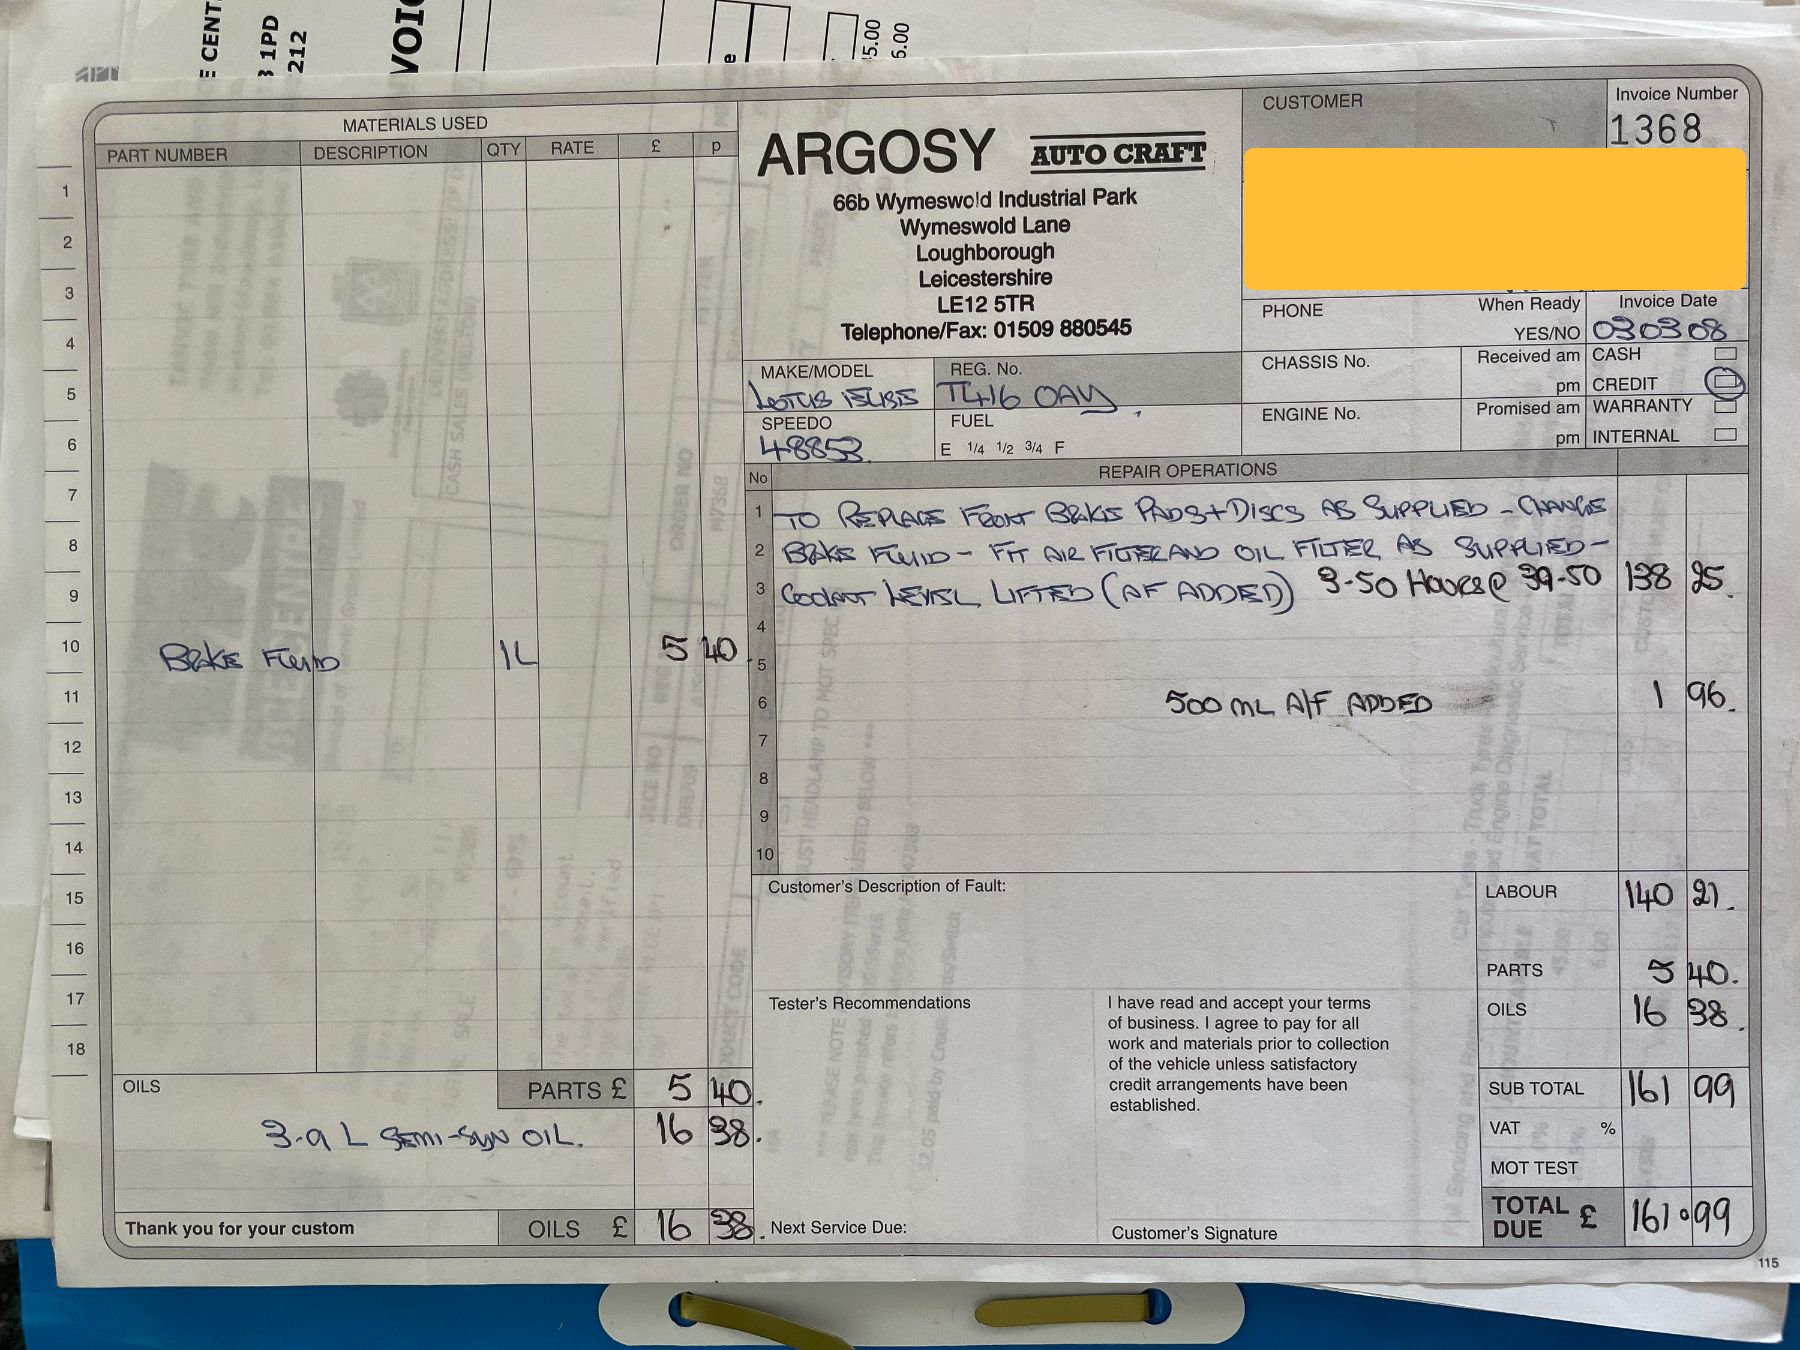 E CENT
1PD
212
VOIC
5.00
6.00
MATERIALS USED
PART NUMBER DESCRIPTION QTY RATE £ p
1
2
3
4
5
6
7
8
9
10 BRAKE FLUID 1L 5 40
11
12
13
14
15
16
17
18
OILS PARTS £ 5 40.
3.9 L SEMI-SYN OIL. 16 38.
Thank you for your custom OILS £ 16 38.
ARGOSY AUTO CRAFT
66b Wymeswold Industrial Park
Wymeswold Lane
Loughborough
Leicestershire
LE12 5TR
Telephone/Fax: 01509 880545
CUSTOMER
Invoice Number
1368
PHONE
When Ready
YES/NO
Invoice Date
030308
MAKE/MODEL
LOTUS ELISE
REG. No.
T416 OAY
SPEEDO
48853.
FUEL
E 1/4 1/2 3/4 F
CHASSIS No.
ENGINE No.
Received am
pm
Promised am
pm
CASH
CREDIT
WARRANTY
INTERNAL
No REPAIR OPERATIONS
1 TO REPLACE FRONT BRAKE PADS+DISCS AS SUPPLIED - CHANGE
2 BRAKE FLUID - FIT AIR FILTER AND OIL FILTER AS SUPPLIED -
3 COOLANT LEVEL LIFTED (AF ADDED) 3-50 HOURS @ 39-50 138 25.
4
5
6 500 ML A/F ADDED 1 96.
7
8
9
10
Customer's Description of Fault:
LABOUR 140 21.
PARTS 5 40.
OILS 16 38.
SUB TOTAL 161 99
VAT %
MOT TEST
TOTAL DUE £ 161.99
Tester's Recommendations
I have read and accept your terms
of business. I agree to pay for all
work and materials prior to collection
of the vehicle unless satisfactory
credit arrangements have been
established.
Next Service Due:
Customer's Signature
115